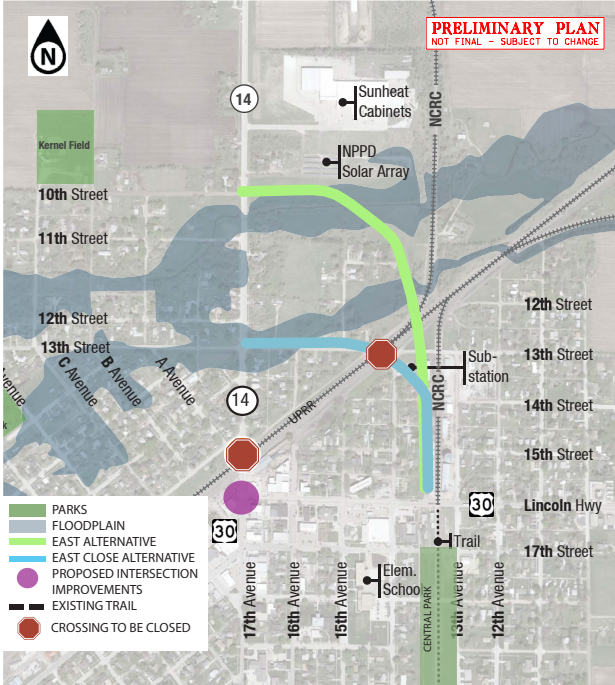 PRELIMINARY PLAN
NOT FINAL - SUBJECT TO CHANGE
N
14
Sunheat
Cabinets
NCRC
Kernel Field
NPPD
Solar Array
10th Street
11th Street
12th Street
12th Street
13th Street
13th Street
Avenue
C Avenue
B Avenue
A Avenue
Sub-
station
14
NCRC
UPRR
14th Street
15th Street
30
Lincoln Hwy
30
Trail
17th Street
Elem.
School
CENTRAL PARK
17th Avenue
16th Avenue
15th Avenue
13th Avenue
12th Avenue
PARKS
FLOODPLAIN
EAST ALTERNATIVE
EAST CLOSE ALTERNATIVE
PROPOSED INTERSECTION
IMPROVEMENTS
EXISTING TRAIL
CROSSING TO BE CLOSED